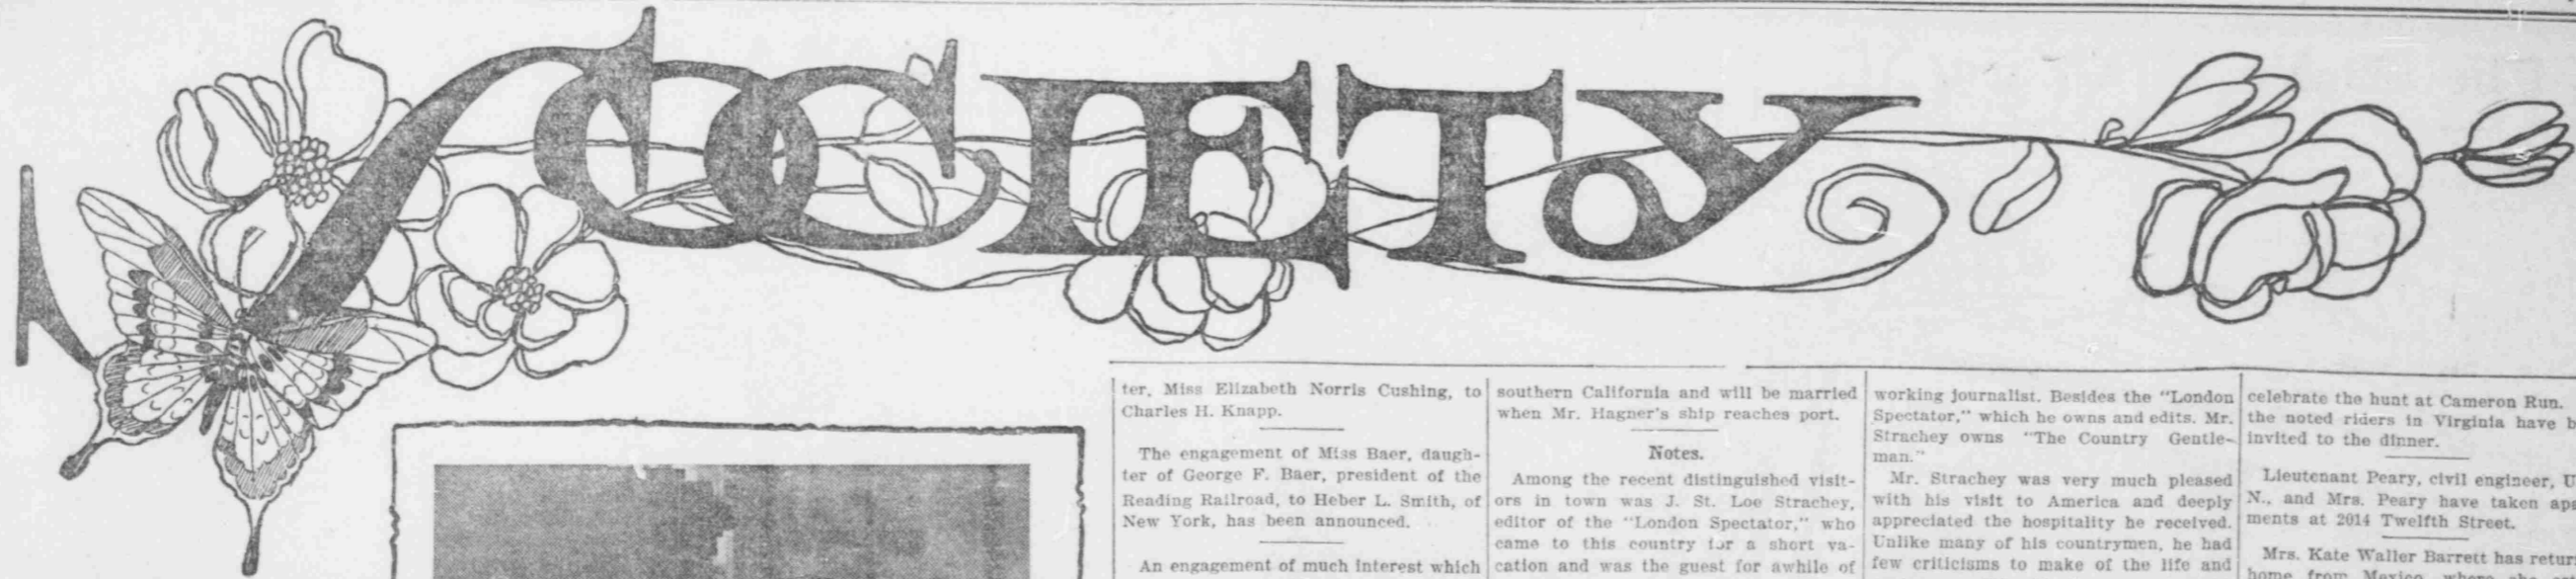 SOCIETY
ter, Miss Elizabeth Norris Cushing, to
Charles H. Knapp.
The engagement of Miss Baer, daugh-
ter of George F. Baer, president of the
Reading Railroad, to Heber L. Smith, of
New York, has been announced.
An engagement of much interest which
southern California and will be married
when Mr. Hagner's ship reaches port.
Notes.
Among the recent distinguished visit-
ors in town was J. St. Loe Strachey,
editor of the "London Spectator," who
came to this country for a short va-
cation and was the guest for awhile of
working journalist. Besides the "London
Spectator," which he owns and edits. Mr.
Strachey owns "The Country Gentle-
man."
Mr. Strachey was very much pleased
with his visit to America and deeply
appreciated the hospitality he received.
Unlike many of his countrymen, he had
few criticisms to make of the life and
celebrate the hunt at Cameron Run.
the noted riders in Virginia have b
invited to the dinner.
Lieutenant Peary, civil engineer, U
N., and Mrs. Peary have taken apa
ments at 2014 Twelfth Street.
Mrs. Kate Waller Barrett has retur
home from Mexico, where she